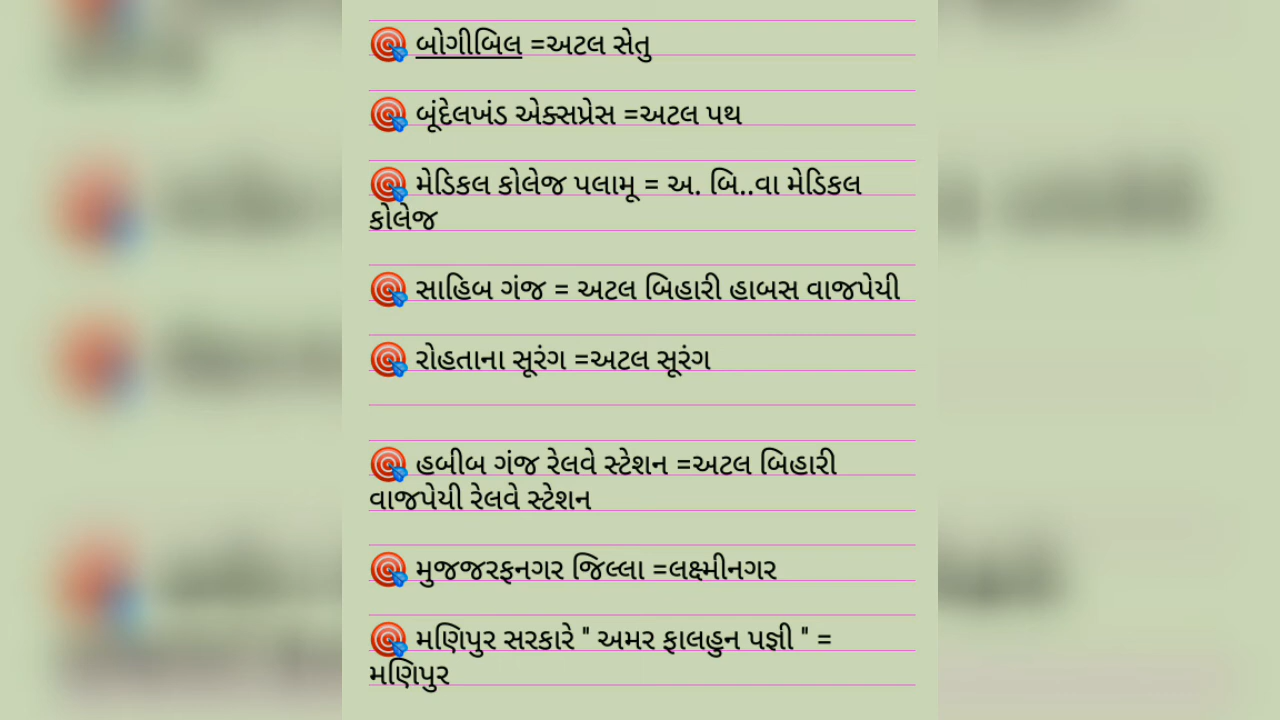 🎯 બોગીબિલ =અટલ સેતુ
🎯 બૂંદેલખંડ એક્સપ્રેસ =અટલ પથ
🎯 મેડિકલ કોલેજ પલામૂ = અ. બિ..વા મેડિકલ
કોલેજ
🎯 સાહિબ ગંજ = અટલ બિહારી હાબસ વાજપેયી
🎯 રોહતાના સૂરંગ =અટલ સૂરંગ
🎯 હબીબ ગંજ રેલવે સ્ટેશન =અટલ બિહારી
વાજપેયી રેલવે સ્ટેશન
🎯 મુજજરફનગર જિલ્લા =લક્ષ્મીનગર
🎯 મણિપુર સરકારે " અમર ફાલહુન પજ્ઞી " =
મણિપુર